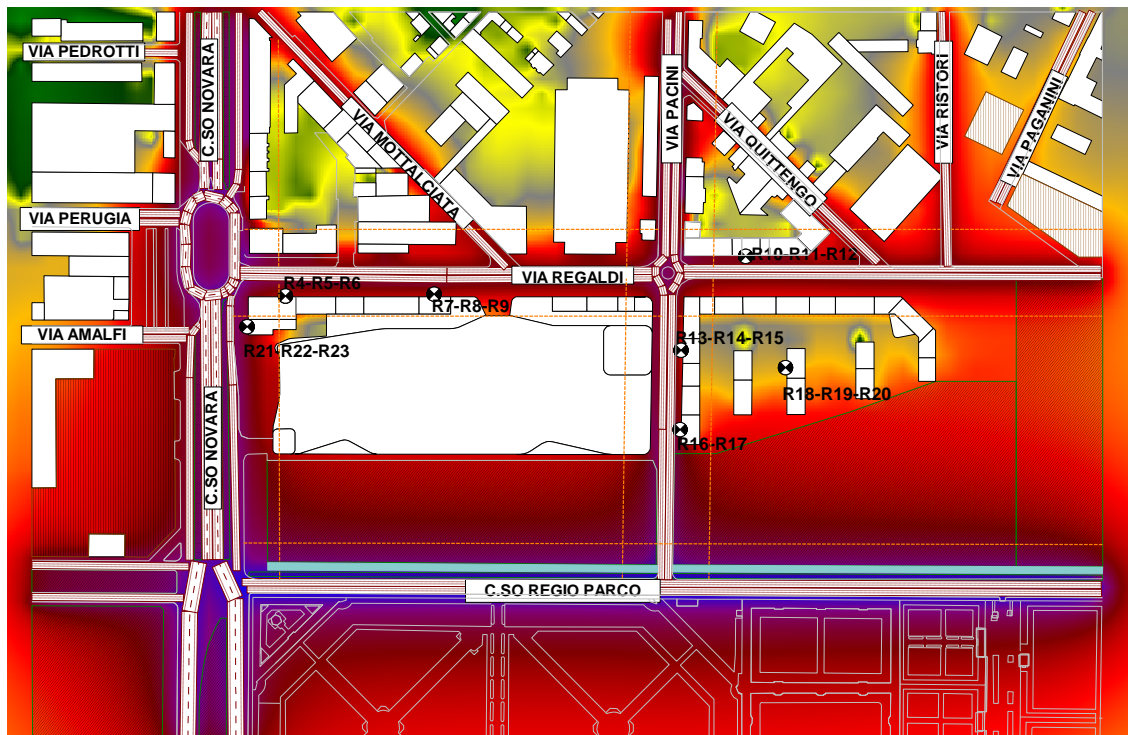 VIA PEDROTTI
C.SO NOVARA
VIA MOTTALCIATA
VIA PACINI
VIA QUITTENGO
VIA RISTORI
VIA PAGANINI
VIA PERUGIA
VIA REGALDI
R10-R11-R12
R4-R5-R6
R7-R8-R9
VIA AMALFI
R21-R22-R23
R13-R14-R15
R18-R19-R20
R16-R17
C.SO NOVARA
C.SO REGIO PARCO